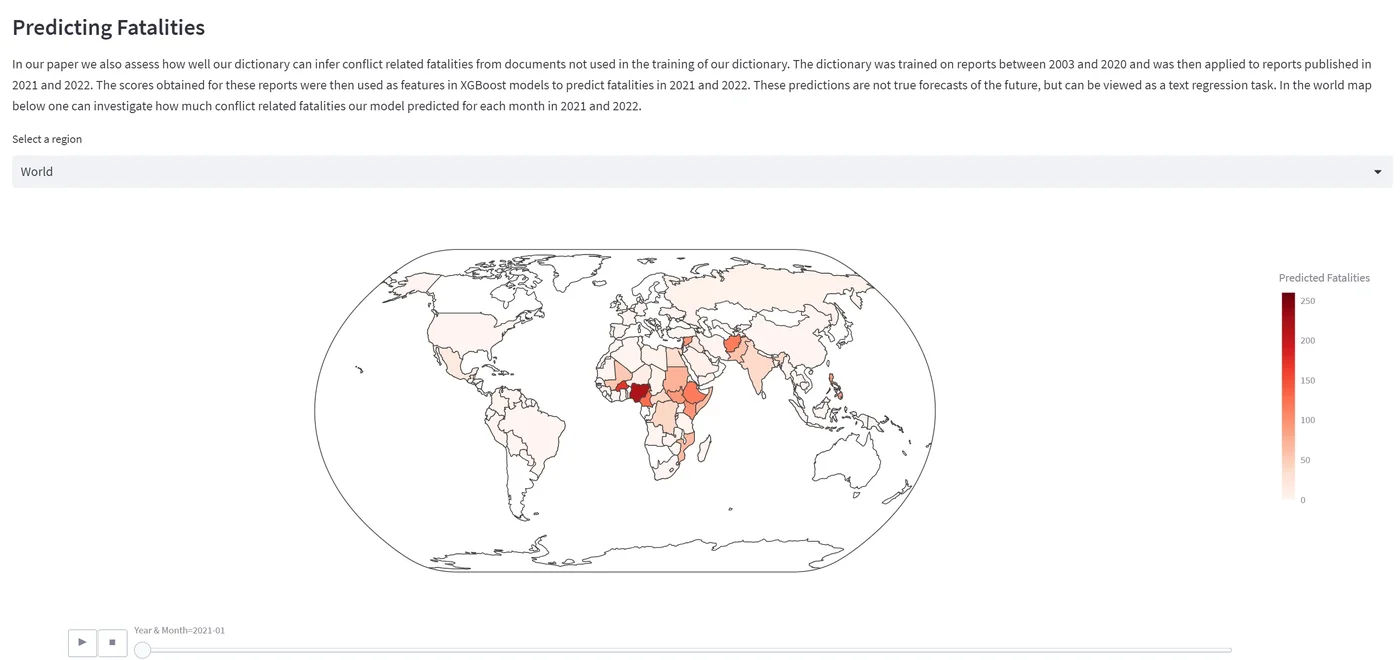 Predicting Fatalities
In our paper we also assess how well our dictionary can infer conflict related fatalities from documents not used in the training of our dictionary. The dictionary was trained on reports between 2003 and 2020 and was then applied to reports published in
2021 and 2022. The scores obtained for these reports were then used as features in XGBoost models to predict fatalities in 2021 and 2022. These predictions are not true forecasts of the future, but can be viewed as a text regression task. In the world map
below one can investigate how much conflict related fatalities our model predicted for each month in 2021 and 2022.
Select a region
World
Predicted Fatalities
250
200
150
100
50
0
Year & Month=2021-01